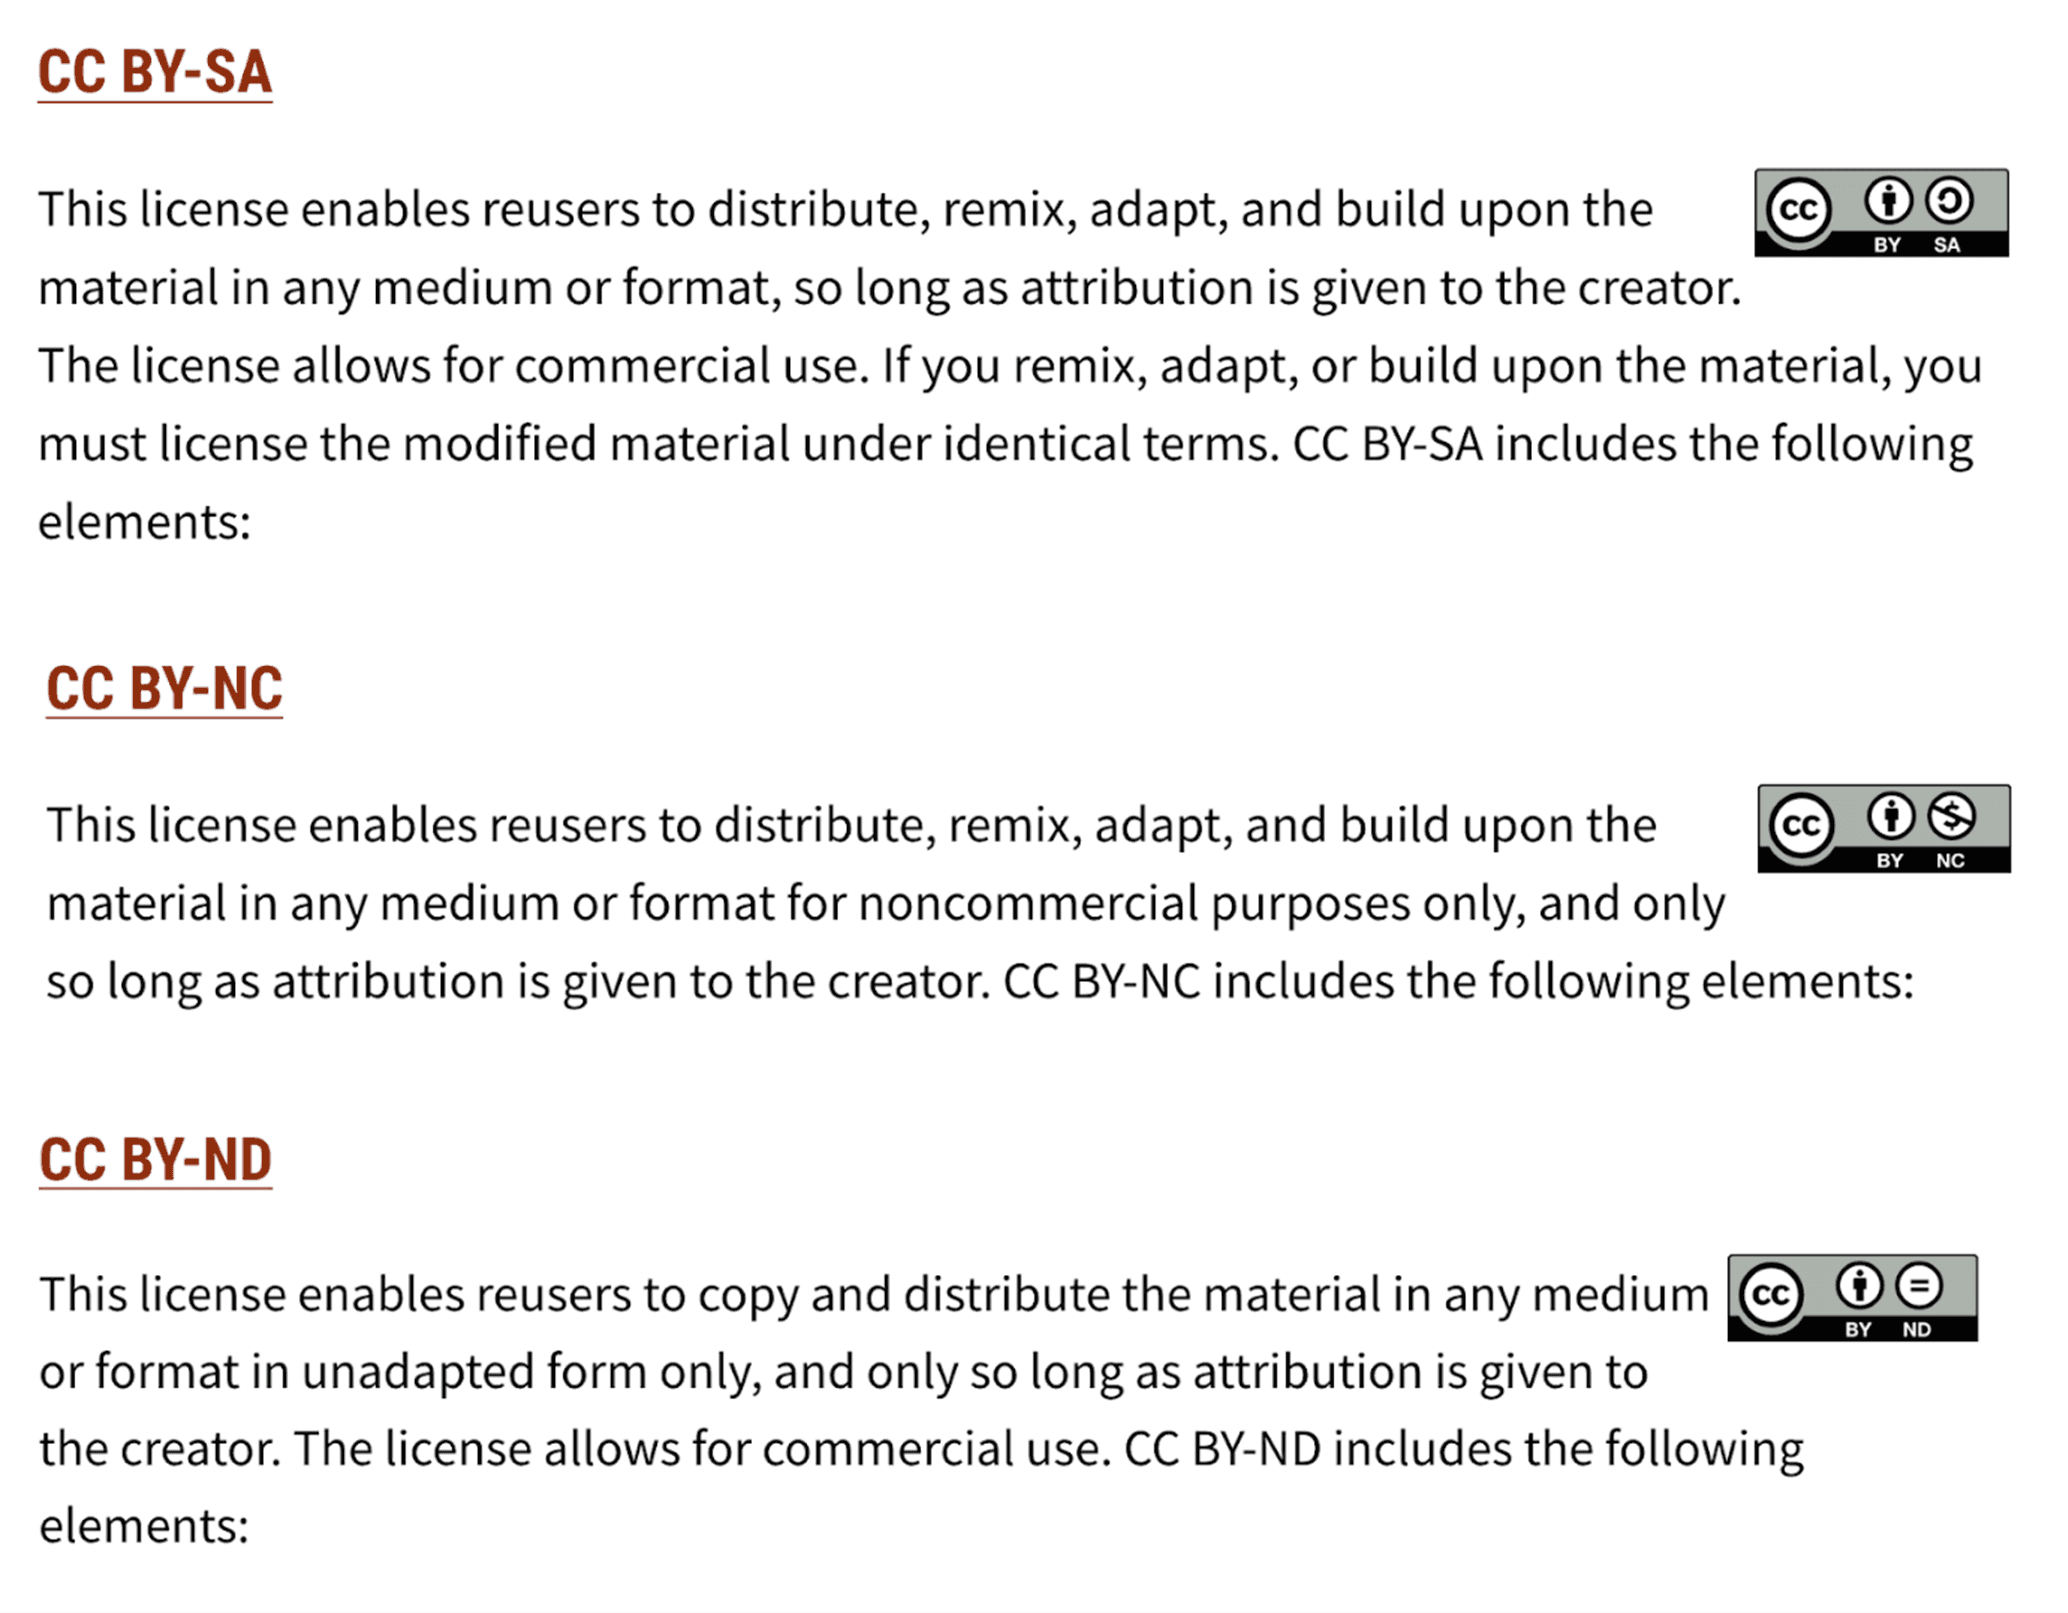 CC BY-SA
This license enables reusers to distribute, remix, adapt, and build upon the
material in any medium or format, so long as attribution is given to the creator.
The license allows for commercial use. If you remix, adapt, or build upon the material, you
must license the modified material under identical terms. CC BY-SA includes the following
elements:
cc
BY SA
CC BY-NC
This license enables reusers to distribute, remix, adapt, and build upon the
material in any medium or format for noncommercial purposes only, and only
so long as attribution is given to the creator. CC BY-NC includes the following elements:
cc
BY NC
CC BY-ND
This license enables reusers to copy and distribute the material in any medium
or format in unadapted form only, and only so long as attribution is given to
the creator. The license allows for commercial use. CC BY-ND includes the following
elements:
cc
BY ND